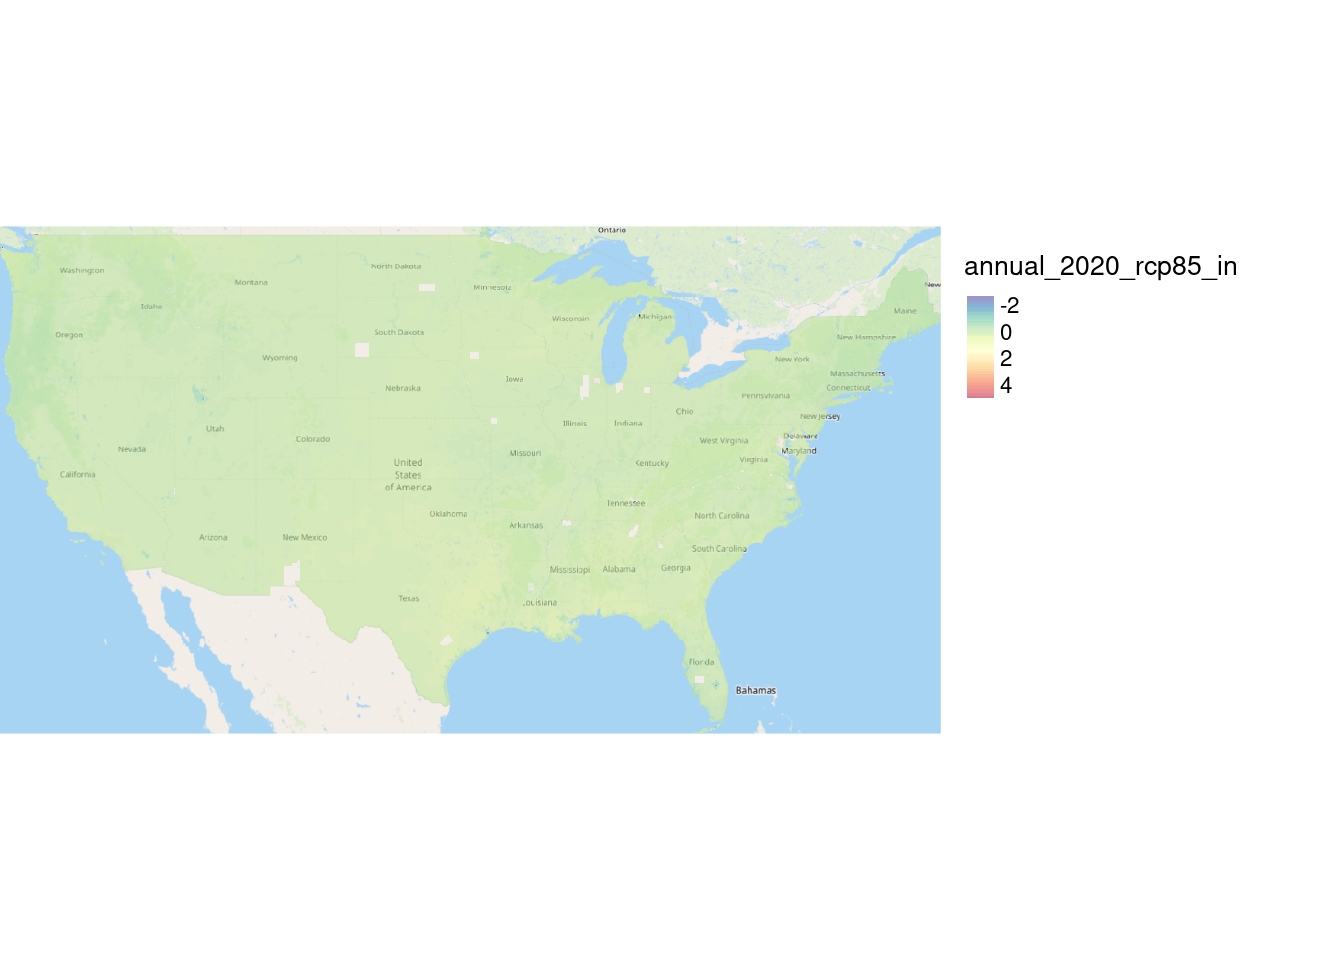 Ontario
annual_2020_rcp85_in
Washington
North Dakota
Montana
Minnesota
New
-2
Idaho
Maine
Wisconsin
Michigan
0
Oregon
South Dakota
New Hampshire
Wyoming
New York
2
Massachusetts
Iowa
4
Nebraska
Connecticut
Pennsylvania
Ohio
New Jersey
Illinois
Indiana
Utah
Colorado
West Virginia
Delaware
Nevada
Missouri
Maryland
Kentucky
Virginia
United
States
of America
California
Tennessee
Oklahoma
North Carolina
Arkansas
Arizona
New Mexico
South Carolina
Mississippi
Alabama
Georgia
Texas
Louisiana
Florida
Bahamas